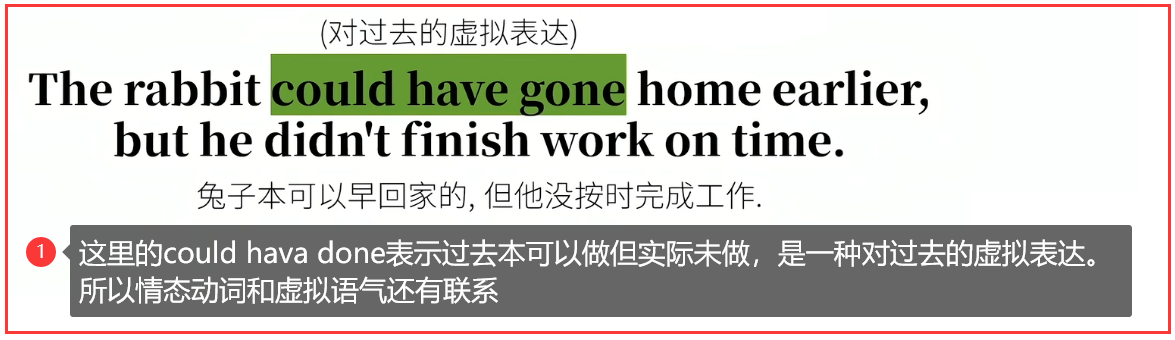 (对过去的虚拟表达)
The rabbit could have gone home earlier,
but he didn't finish work on time.
兔子本可以早回家的, 但他没按时完成工作.
1 这里的could hava done表示过去本可以做但实际未做，是一种对过去的虚拟表达。
所以情态动词和虚拟语气还有联系